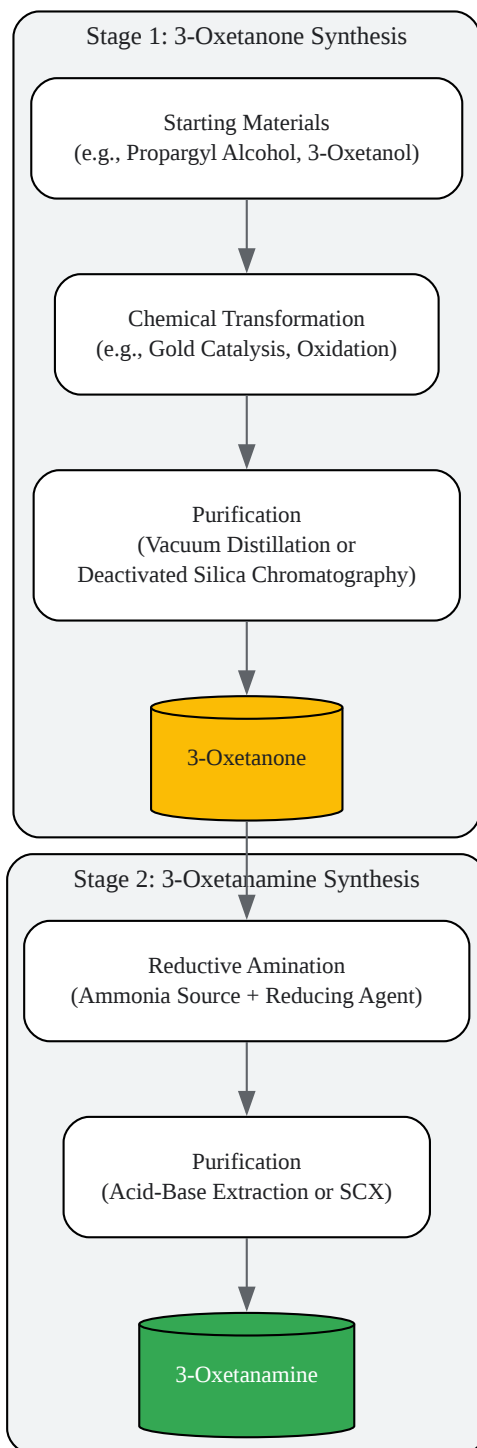 Stage 1: 3-Oxetanone Synthesis
Starting Materials
(e.g., Propargyl Alcohol, 3-Oxetanol)
Chemical Transformation
(e.g., Gold Catalysis, Oxidation)
Purification
(Vacuum Distillation or
Deactivated Silica Chromatography)
3-Oxetanone
Stage 2: 3-Oxetanamine Synthesis
Reductive Amination
(Ammonia Source + Reducing Agent)
Purification
(Acid-Base Extraction or SCX)
3-Oxetanamine